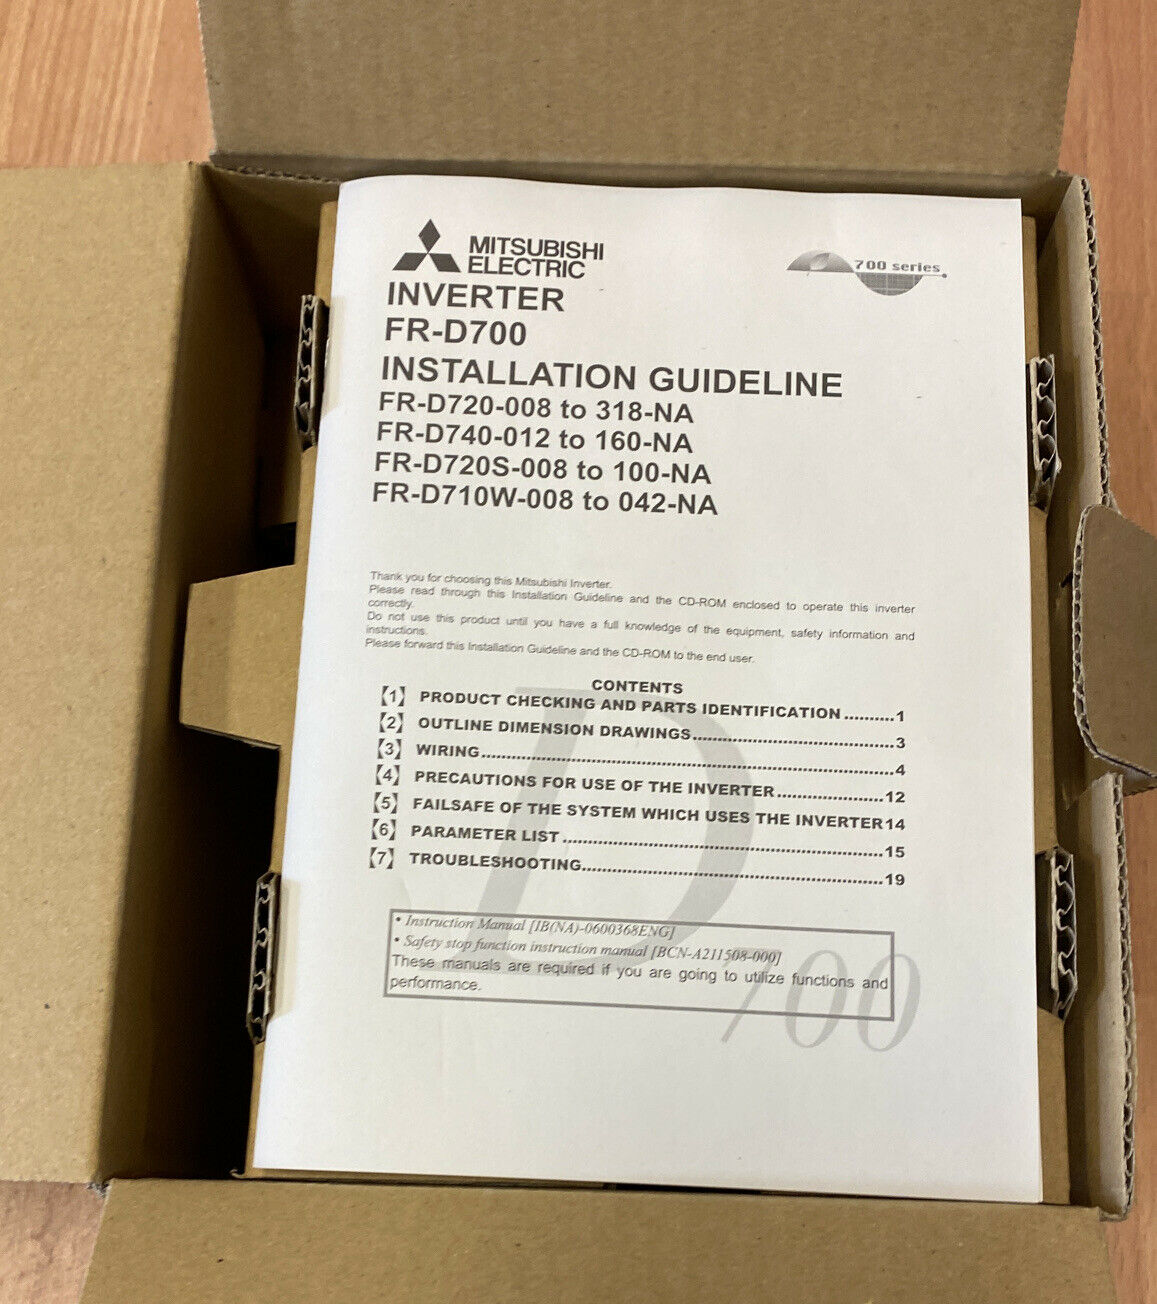 MITSUBISHI
ELECTRIC
700 series
INVERTER
FR-D700
INSTALLATION GUIDELINE
FR-D720-008 to 318-NA
FR-D740-012 to 160-NA
FR-D720S-008 to 100-NA
FR-D710W-008 to 042-NA
Thank you for choosing this Mitsubishi Inverter.
Please read through this Installation Guideline and the CD-ROM enclosed to operate this inverter
correctly.
Do not use this product until you have a full knowledge of the equipment, safety information and
instructions.
Please forward this Installation Guideline and the CD-ROM to the end user.
CONTENTS
【1】 PRODUCT CHECKING AND PARTS IDENTIFICATION ..........1
【2】 OUTLINE DIMENSION DRAWINGS........................................3
【3】 WIRING................................................................................4
【4】 PRECAUTIONS FOR USE OF THE INVERTER.....................12
【5】 FAILSAFE OF THE SYSTEM WHICH USES THE INVERTER14
【6】 PARAMETER LIST ...............................................................15
【7】 TROUBLESHOOTING...........................................................19
• Instruction Manual [IB(NA)-0600368ENG]
• Safety stop function instruction manual [BCN-A211508-000]
These manuals are required if you are going to utilize functions and
performance.
D700